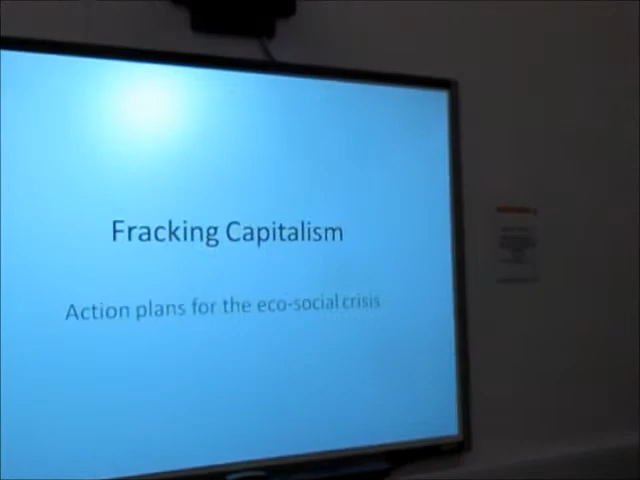 Fracking Capitalism
Action plans for the eco-social crisis